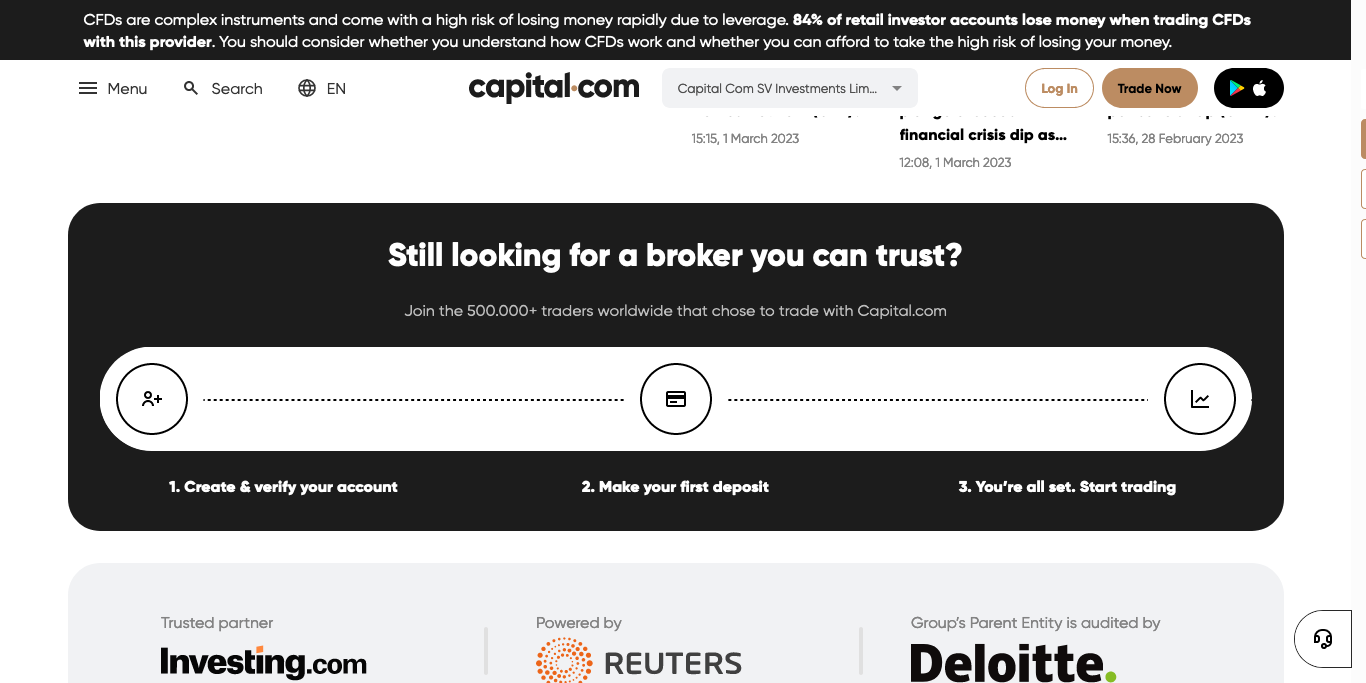 CFDs are complex instruments and come with a high risk of losing money rapidly due to leverage. 84% of retail investor accounts lose money when trading CFDs
with this provider. You should consider whether you understand how CFDs work and whether you can afford to take the high risk of losing your money.
Menu
Search
EN
capital.com
Capital Com SV Investments Lim...
Log In
Trade Now
15:15, 1 March 2023
financial crisis dip as...
12:08, 1 March 2023
15:36, 28 February 2023
Still looking for a broker you can trust?
Join the 500.000+ traders worldwide that chose to trade with Capital.com
1. Create & verify your account
2. Make your first deposit
3. You're all set. Start trading
Trusted partner
Investing.com
Powered by
REUTERS
Group's Parent Entity is audited by
Deloitte.